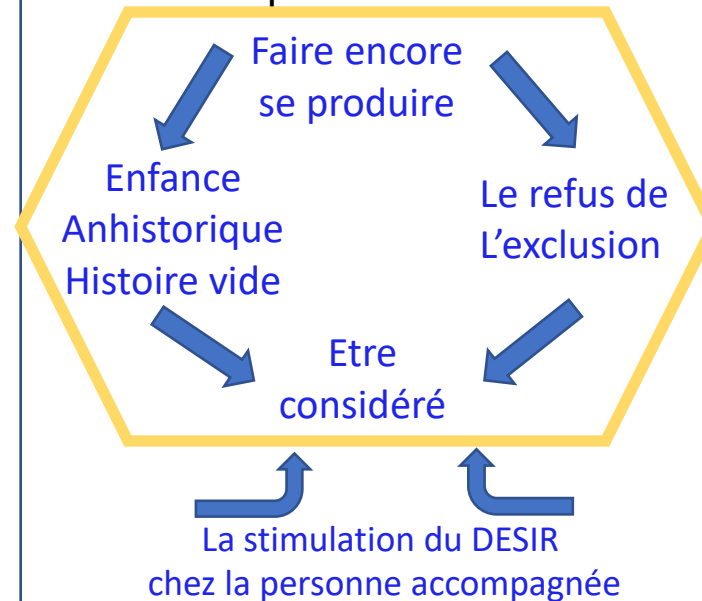 Faire encore
se produire
Enfance
Anhistorique
Histoire vide
Le refus de
L’exclusion
Etre
considéré
La stimulation du DESIR
chez la personne accompagnée